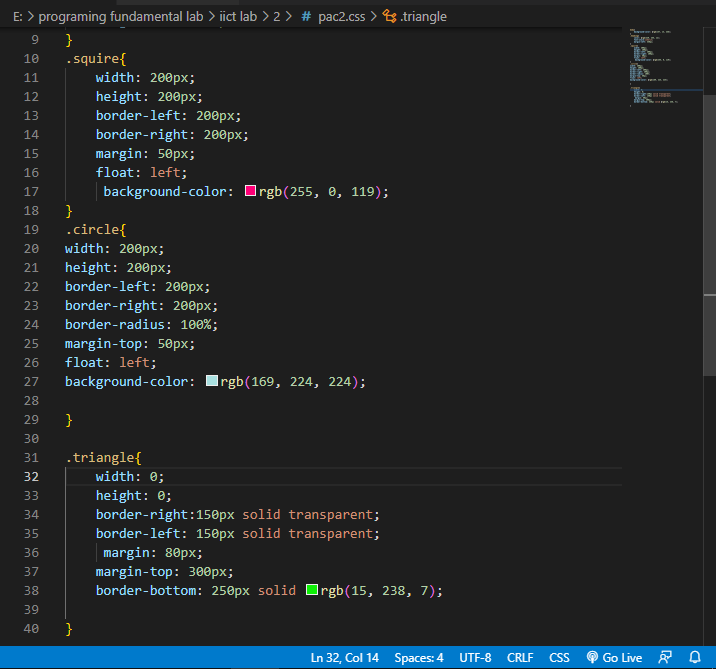 E: > programing fundamental lab > iict lab > 2 > # pac2.css > .triangle
9 }
10 .squire{
11 width: 200px;
12 height: 200px;
13 border-left: 200px;
14 border-right: 200px;
15 margin: 50px;
16 float: left;
17 background-color: rgb(255, 0, 119);
18 }
19 .circle{
20 width: 200px;
21 height: 200px;
22 border-left: 200px;
23 border-right: 200px;
24 border-radius: 100%;
25 margin-top: 50px;
26 float: left;
27 background-color: rgb(169, 224, 224);
28
29 }
30
31 .triangle{
32 width: 0;
33 height: 0;
34 border-right:150px solid transparent;
35 border-left: 150px solid transparent;
36 margin: 80px;
37 margin-top: 300px;
38 border-bottom: 250px solid rgb(15, 238, 7);
39
40 }
Ln 32, Col 14 Spaces: 4 UTF-8 CRLF CSS Go Live